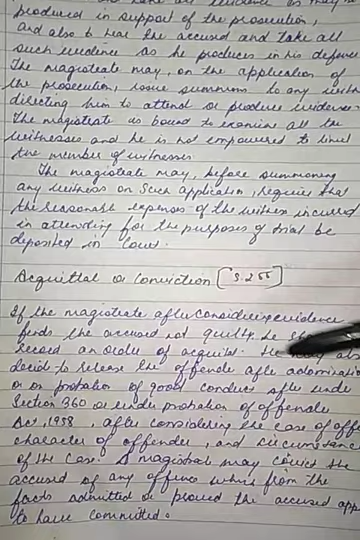 produced in support of the prosecution,
and also to hear the accused and take all
such evidence as he produces in his defence
The magistrate may, on the application of
the prosecution, issue summons to any
directing him to attend or produce evidence.
The magistrate is bound to examine all the
witnesses and he is not empowered to limit
the number of witnesses
The magistrate may, before summoning
any witness on such application, require that
the reasonable expenses of the witness incurred
in attending for the purposes of trial be
deposited in Court.
Acquittal or Conviction [S.255]
If the magistrate after considering evidence
finds the accused not guilty he
record an order of acquittal. He may also
decide to release the offender after admonition
or on probation of good conduct after under
Section 360 or under probation of offender
Act, 1958, after considering the case of
character of offender, and circumstances
of the case. A magistrate may convict the
accused of any offence which from the
facts admitted or proved the accused
to have committed.